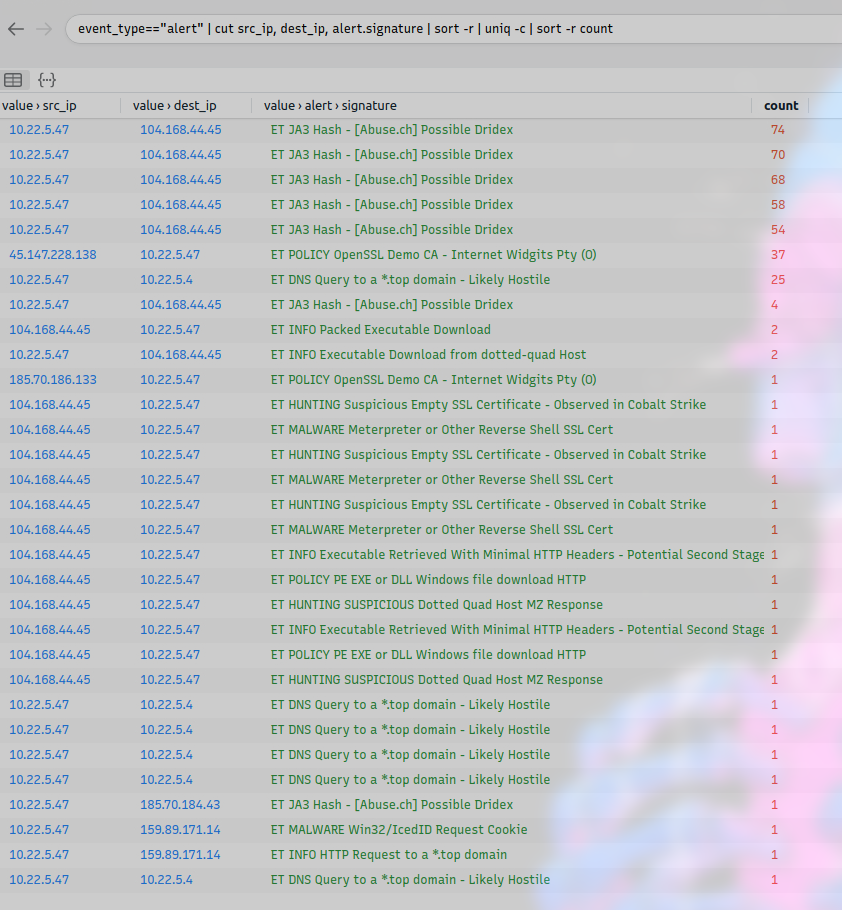 event_type=="alert" | cut src_ip, dest_ip, alert.signature | sort -r | uniq -c | sort -r count
value › src_ip value › dest_ip value › alert › signature count
10.22.5.47 104.168.44.45 ET JA3 Hash - [Abuse.ch] Possible Dridex 74
10.22.5.47 104.168.44.45 ET JA3 Hash - [Abuse.ch] Possible Dridex 70
10.22.5.47 104.168.44.45 ET JA3 Hash - [Abuse.ch] Possible Dridex 68
10.22.5.47 104.168.44.45 ET JA3 Hash - [Abuse.ch] Possible Dridex 58
10.22.5.47 104.168.44.45 ET JA3 Hash - [Abuse.ch] Possible Dridex 54
45.147.228.138 10.22.5.47 ET POLICY OpenSSL Demo CA - Internet Widgits Pty (O) 37
10.22.5.47 10.22.5.4 ET DNS Query to a *.top domain - Likely Hostile 25
10.22.5.47 104.168.44.45 ET JA3 Hash - [Abuse.ch] Possible Dridex 4
104.168.44.45 10.22.5.47 ET INFO Packed Executable Download 2
10.22.5.47 104.168.44.45 ET INFO Executable Download from dotted-quad Host 2
185.70.186.133 10.22.5.47 ET POLICY OpenSSL Demo CA - Internet Widgits Pty (O) 1
104.168.44.45 10.22.5.47 ET HUNTING Suspicious Empty SSL Certificate - Observed in Cobalt Strike 1
104.168.44.45 10.22.5.47 ET MALWARE Meterpreter or Other Reverse Shell SSL Cert 1
104.168.44.45 10.22.5.47 ET HUNTING Suspicious Empty SSL Certificate - Observed in Cobalt Strike 1
104.168.44.45 10.22.5.47 ET MALWARE Meterpreter or Other Reverse Shell SSL Cert 1
104.168.44.45 10.22.5.47 ET HUNTING Suspicious Empty SSL Certificate - Observed in Cobalt Strike 1
104.168.44.45 10.22.5.47 ET MALWARE Meterpreter or Other Reverse Shell SSL Cert 1
104.168.44.45 10.22.5.47 ET INFO Executable Retrieved With Minimal HTTP Headers - Potential Second Stage 1
104.168.44.45 10.22.5.47 ET POLICY PE EXE or DLL Windows file download HTTP 1
104.168.44.45 10.22.5.47 ET HUNTING SUSPICIOUS Dotted Quad Host MZ Response 1
104.168.44.45 10.22.5.47 ET INFO Executable Retrieved With Minimal HTTP Headers - Potential Second Stage 1
104.168.44.45 10.22.5.47 ET POLICY PE EXE or DLL Windows file download HTTP 1
104.168.44.45 10.22.5.47 ET HUNTING SUSPICIOUS Dotted Quad Host MZ Response 1
10.22.5.47 10.22.5.4 ET DNS Query to a *.top domain - Likely Hostile 1
10.22.5.47 10.22.5.4 ET DNS Query to a *.top domain - Likely Hostile 1
10.22.5.47 10.22.5.4 ET DNS Query to a *.top domain - Likely Hostile 1
10.22.5.47 10.22.5.4 ET DNS Query to a *.top domain - Likely Hostile 1
10.22.5.47 185.70.184.43 ET JA3 Hash - [Abuse.ch] Possible Dridex 1
10.22.5.47 159.89.171.14 ET MALWARE Win32/IcedID Request Cookie 1
10.22.5.47 159.89.171.14 ET INFO HTTP Request to a *.top domain 1
10.22.5.47 10.22.5.4 ET DNS Query to a *.top domain - Likely Hostile 1